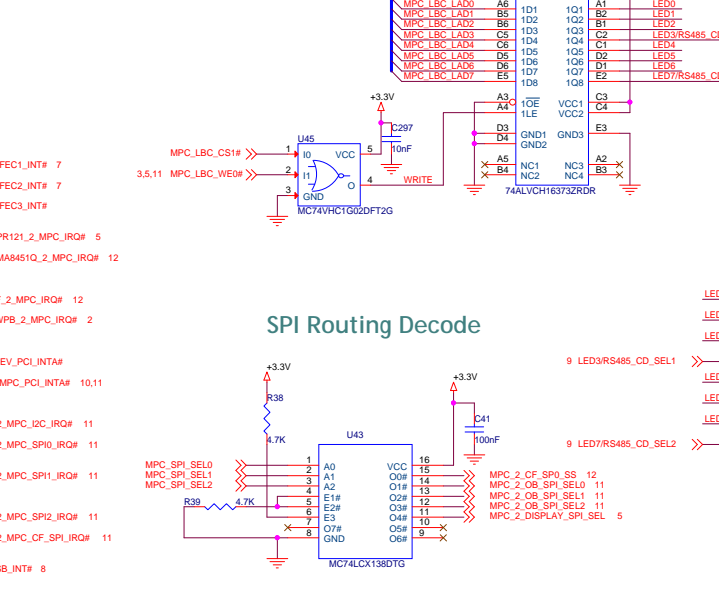 MPC_LBC_LAD0 A6 1D1 1Q1 A1 LED0
MPC_LBC_LAD1 B5 1D2 1Q2 B1 LED1
MPC_LBC_LAD2 B6 1D3 1Q3 B2 LED2
MPC_LBC_LAD3 C5 1D4 1Q4 C2 LED3/RS485_CD
MPC_LBC_LAD4 C6 1D5 1Q5 C1 LED4
MPC_LBC_LAD5 D5 1D6 1Q6 D2 LED5
MPC_LBC_LAD6 D6 1D7 1Q7 D1 LED6
MPC_LBC_LAD7 E5 1D8 1Q8 E2 LED7/RS485_CD
+3.3V
A3 1OE VCC1 C3
A4 1LE VCC2 C4
C297
10nF
D3 GND1 GND3 E3
D4 GND2
A5 NC1 NC3 A2
B4 NC2 NC4 B3
74ALVCH16373ZRDR
U45
MPC_LBC_CS1# 1 I0 VCC 5
3,5,11 MPC_LBC_WE0# 2 I1 O 4 WRITE
3 GND
MC74VHC1G02DFT2G
FEC1_INT# 7
FEC2_INT# 7
FEC3_INT#
PR121_2_MPC_IRQ# 5
MA8451Q_2_MPC_IRQ# 12
_2_MPC_IRQ# 12
WPB_2_MPC_IRQ# 2
EV_PCI_INTA#
MPC_PCI_INTA# 10,11
2_MPC_I2C_IRQ# 11
2_MPC_SPI0_IRQ# 11
2_MPC_SPI1_IRQ# 11
2_MPC_SPI2_IRQ# 11
2_MPC_CF_SPI_IRQ# 11
SB_INT# 8
SPI Routing Decode
+3.3V
R38
4.7K
+3.3V
C41
100nF
U43
MPC_SPI_SEL0 1 A0 VCC 16
MPC_SPI_SEL1 2 A1 O0# 15 MPC_2_CF_SP0_SS 12
MPC_SPI_SEL2 3 A2 O1# 14 MPC_2_OB_SPI_SEL0 11
4 E1# O2# 13 MPC_2_OB_SPI_SEL1 11
R39 4.7K 5 E2# O3# 12 MPC_2_OB_SPI_SEL2 11
6 E3 O4# 11 MPC_2_DISPLAY_SPI_SEL 5
7 O7# O5# 10
8 GND O6# 9
MC74LCX138DTG
LED
LED
LED
9 LED3/RS485_CD_SEL1
LED
LED
LED
9 LED7/RS485_CD_SEL2